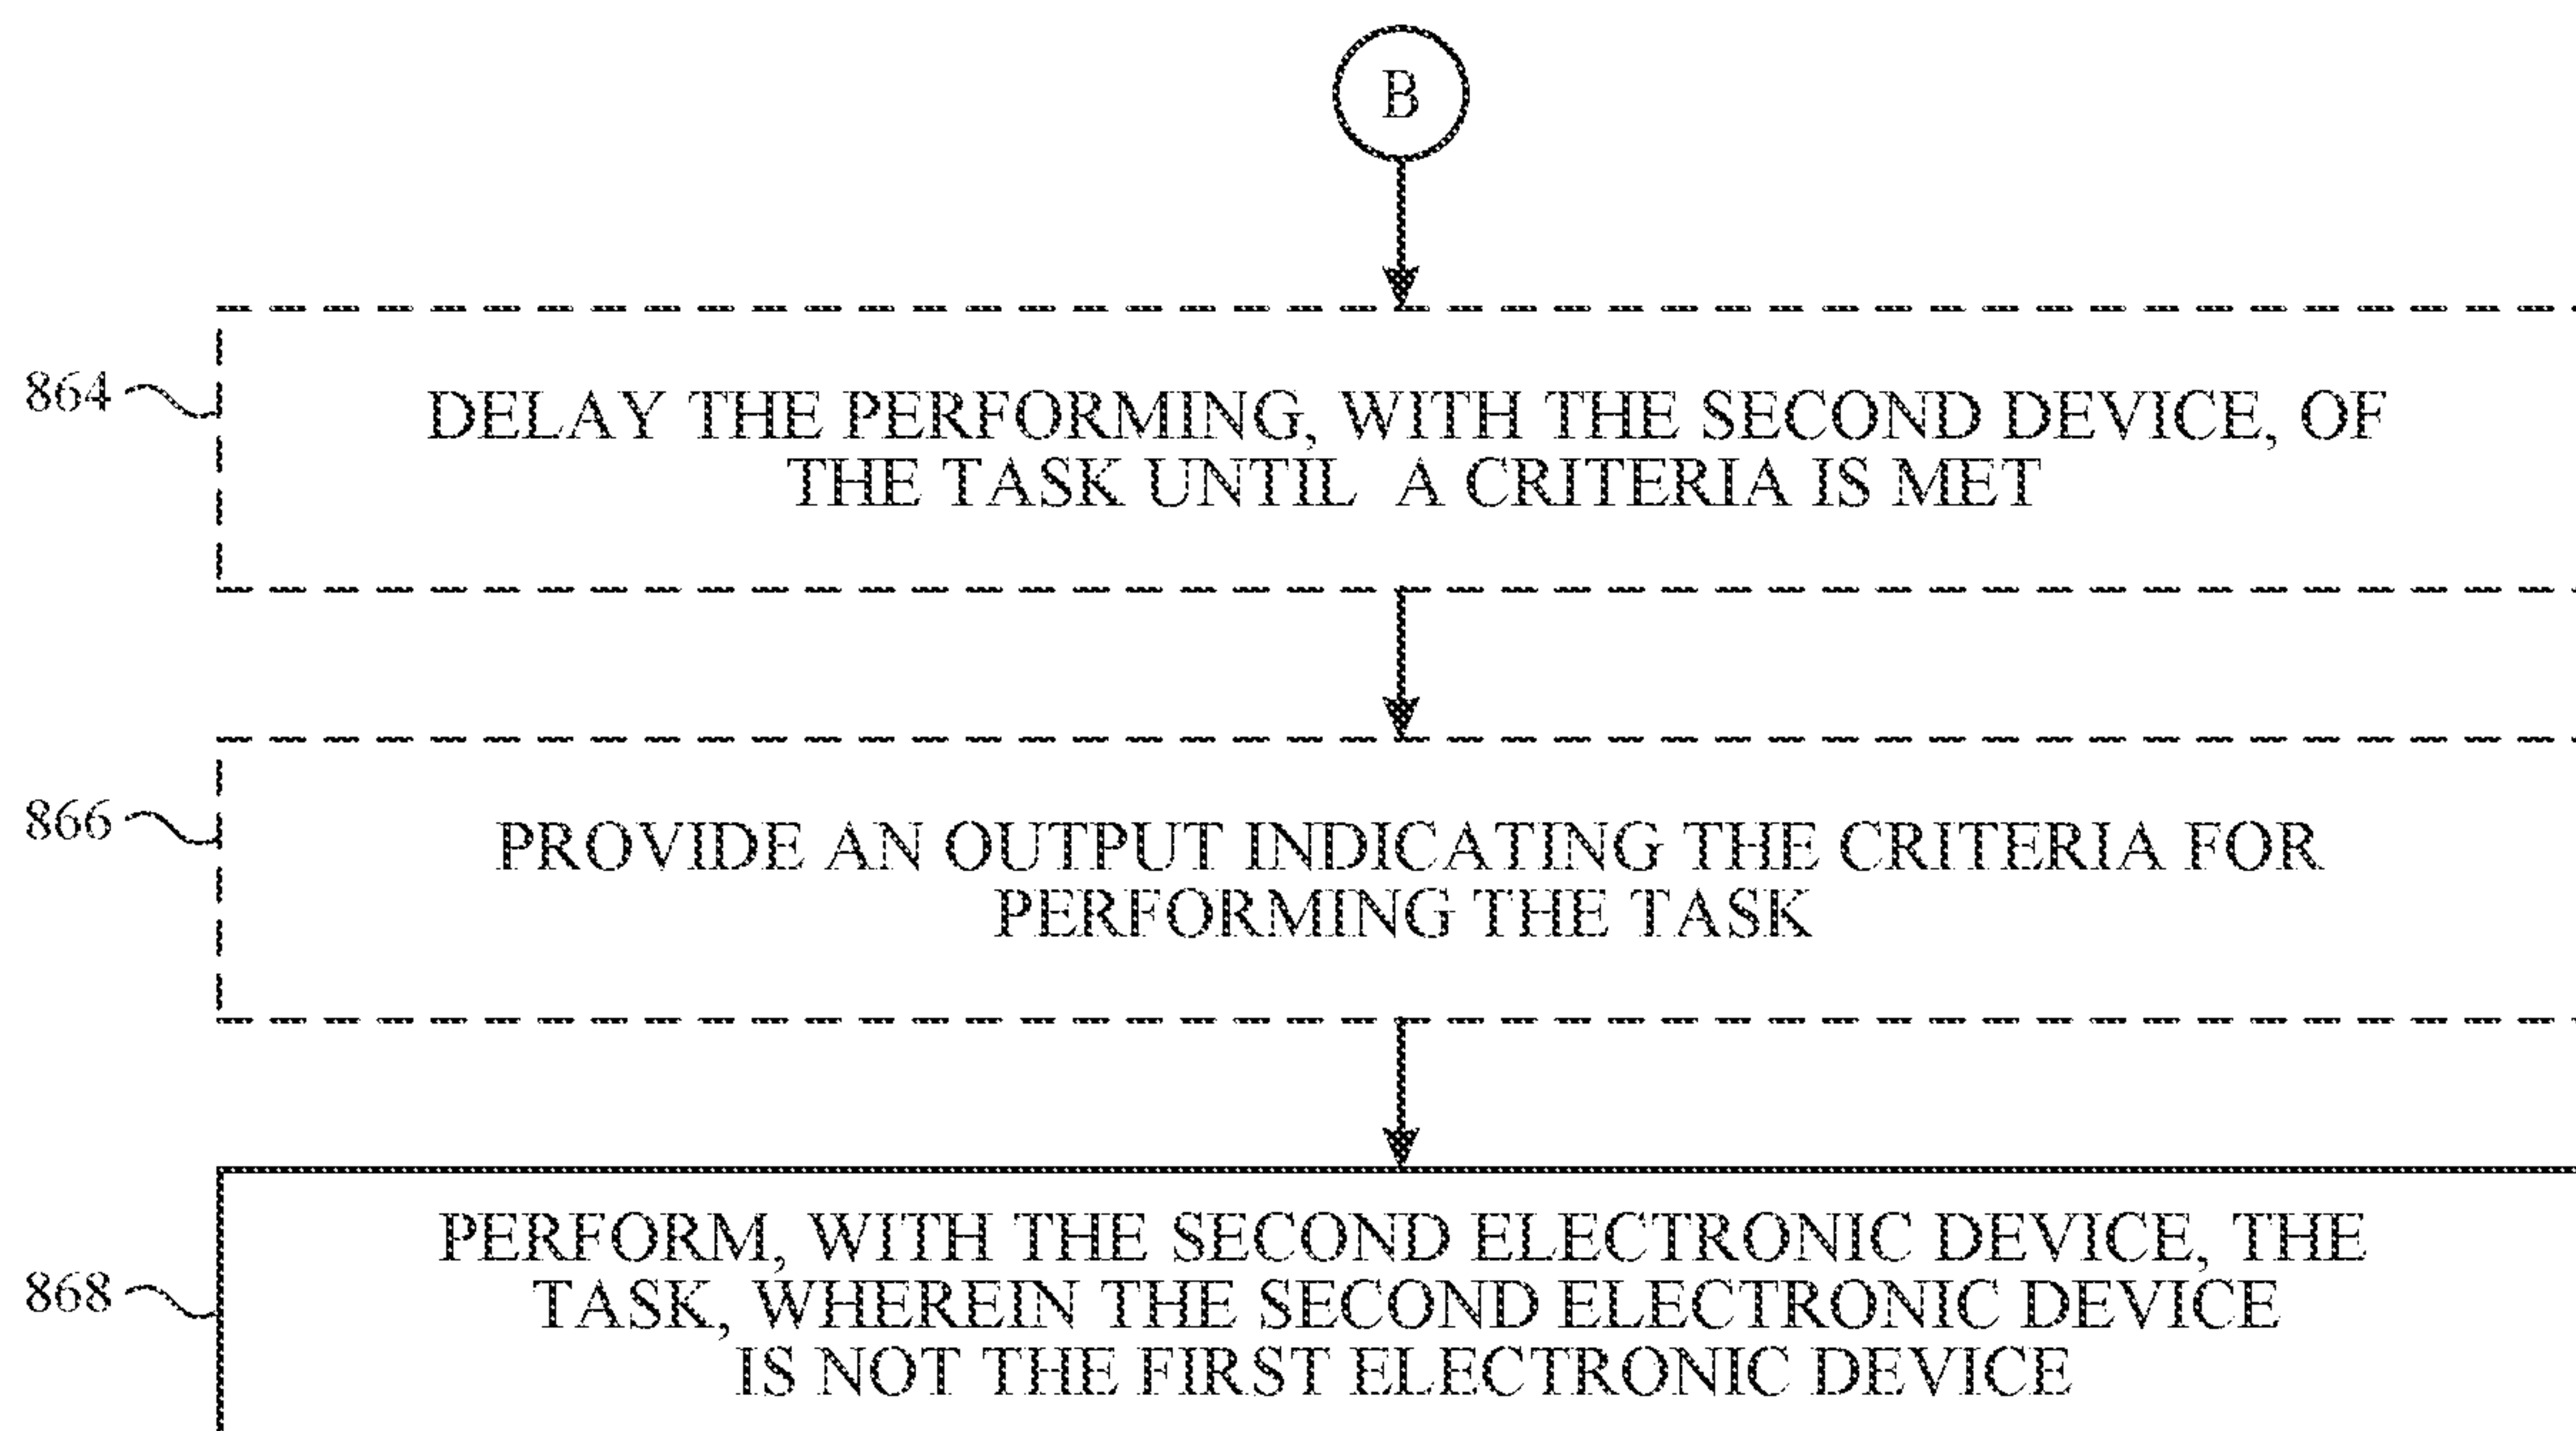 B
864
DELAY THE PERFORMING, WITH THE SECOND DEVICE, OF
THE TASK UNTIL A CRITERIA IS MET
866
PROVIDE AN OUTPUT INDICATING THE CRITERIA FOR
PERFORMING THE TASK
868
PERFORM, WITH THE SECOND ELECTRONIC DEVICE, THE
TASK, WHEREIN THE SECOND ELECTRONIC DEVICE
IS NOT THE FIRST ELECTRONIC DEVICE